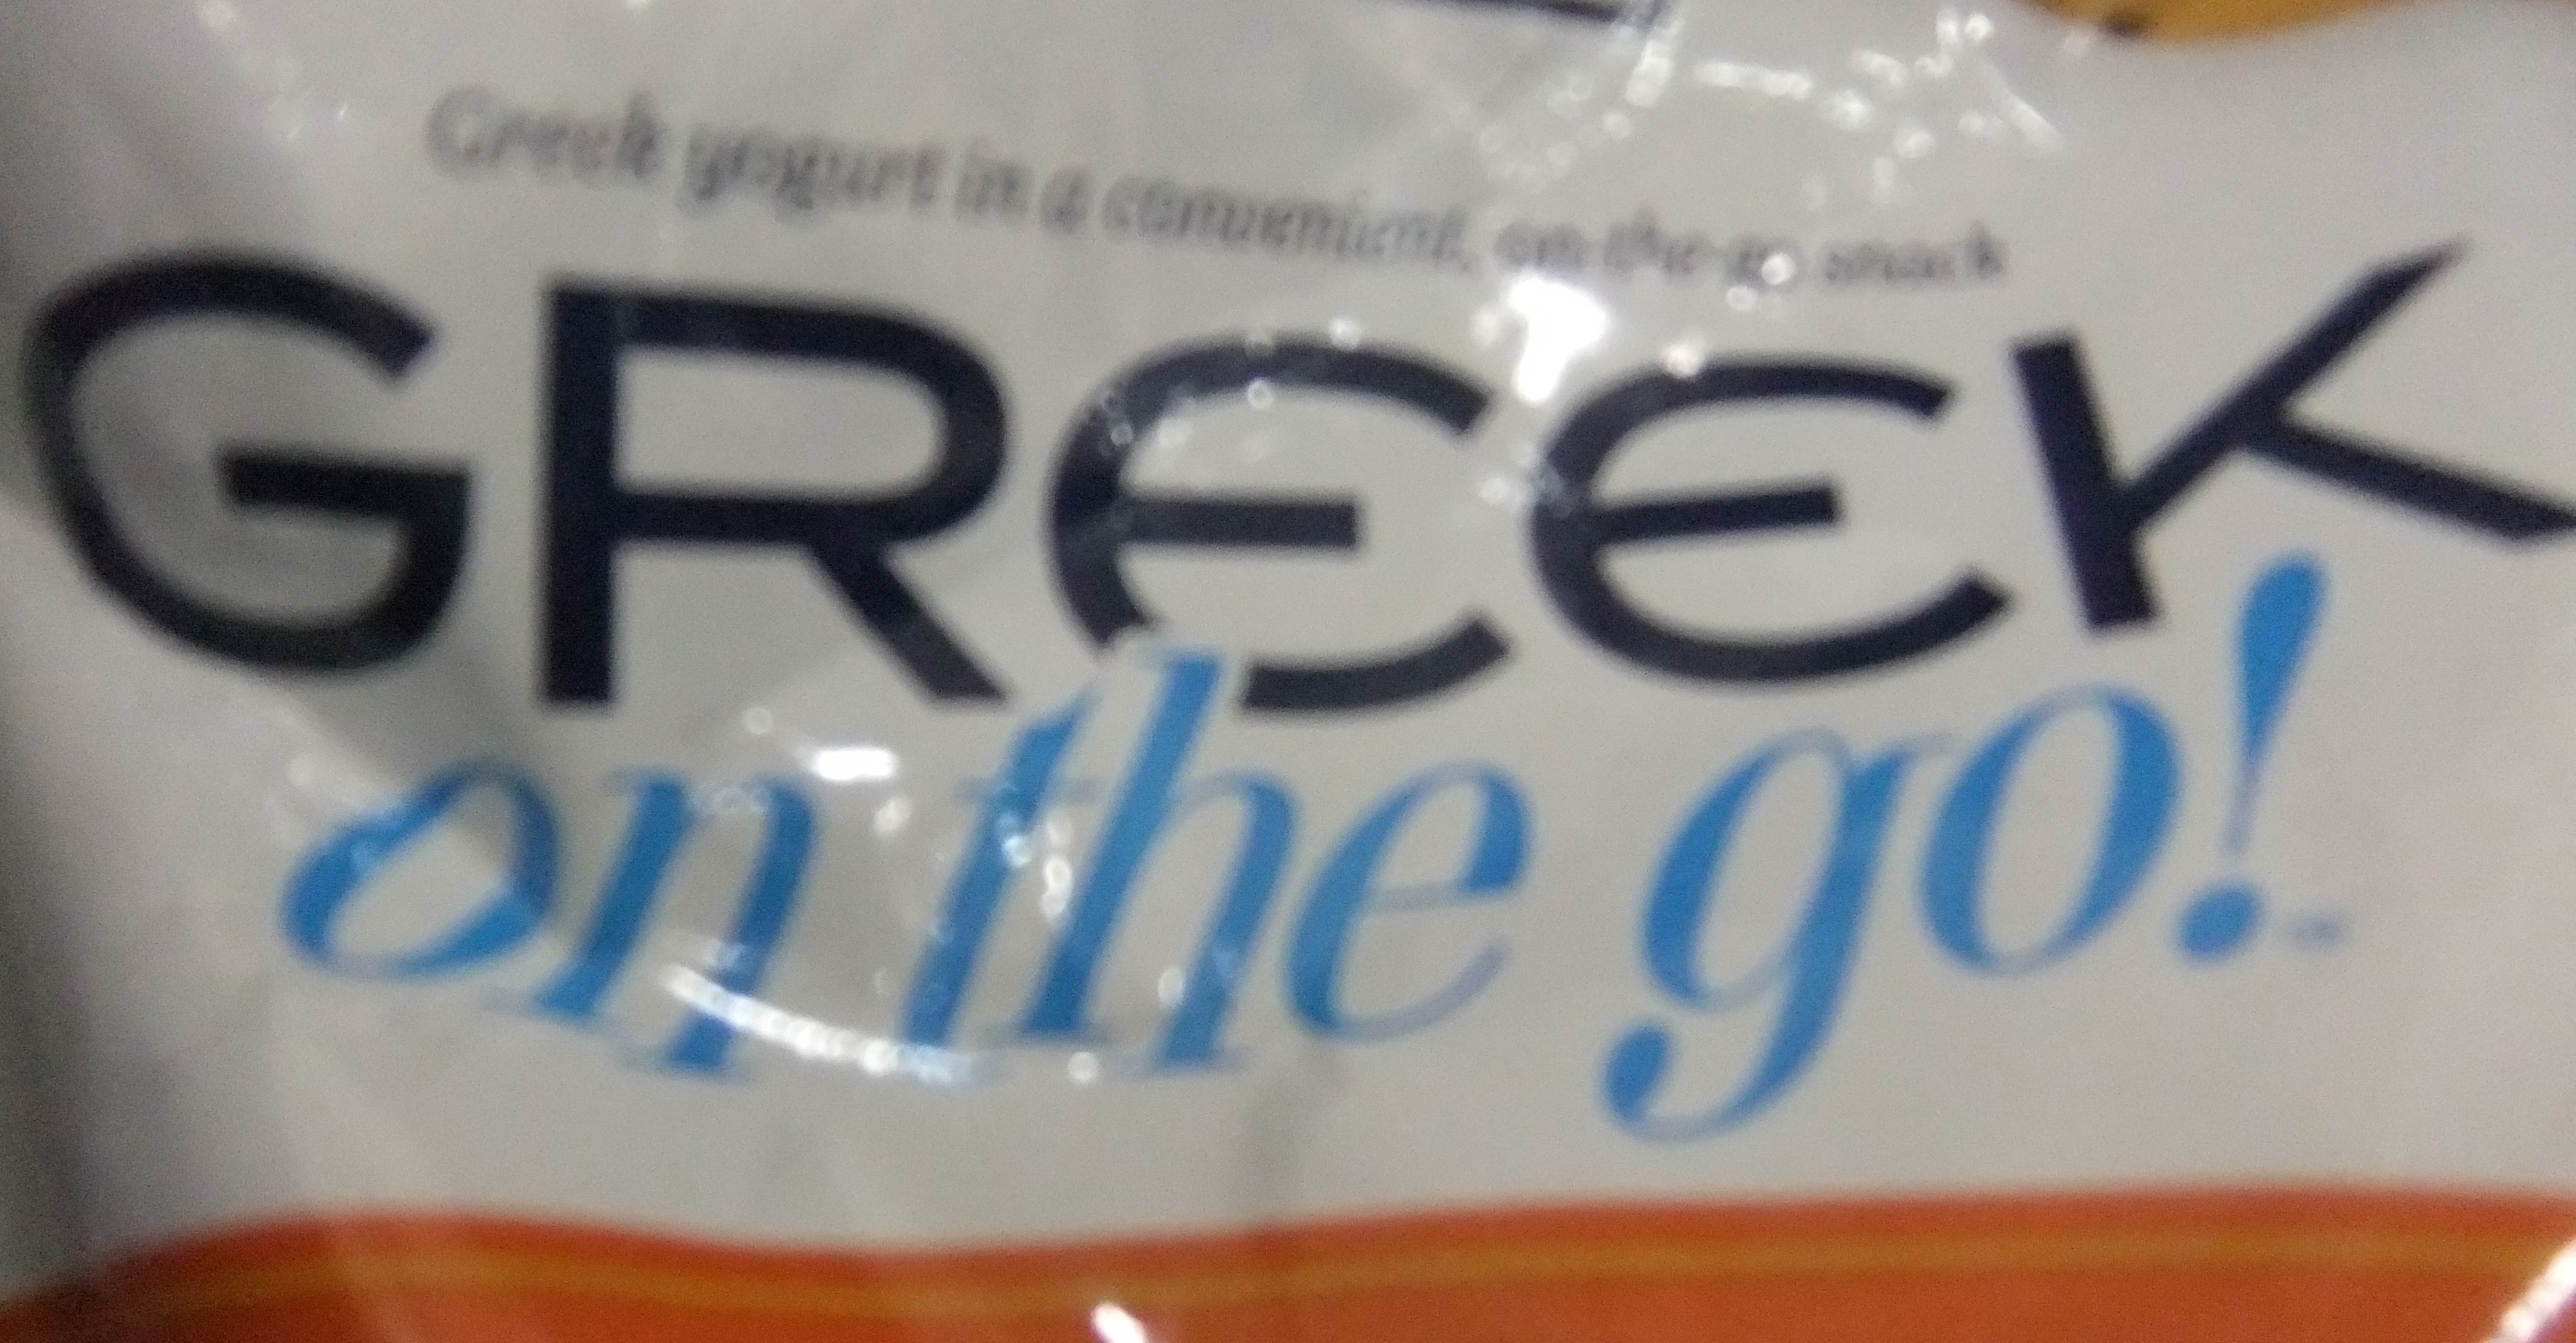 Greek yogurt in a convenient, on-the-go snack
GREEK
on the go!